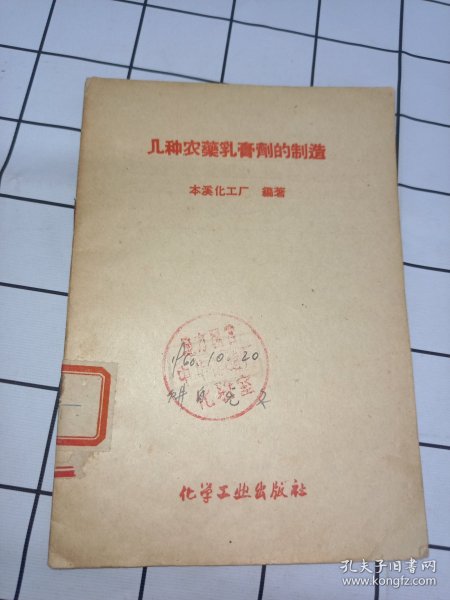 几种农藥乳膏劑的制造
本溪化工厂 編著
1960.10.20
化学工业出版社
孔夫子旧书网
www.kongfz.com